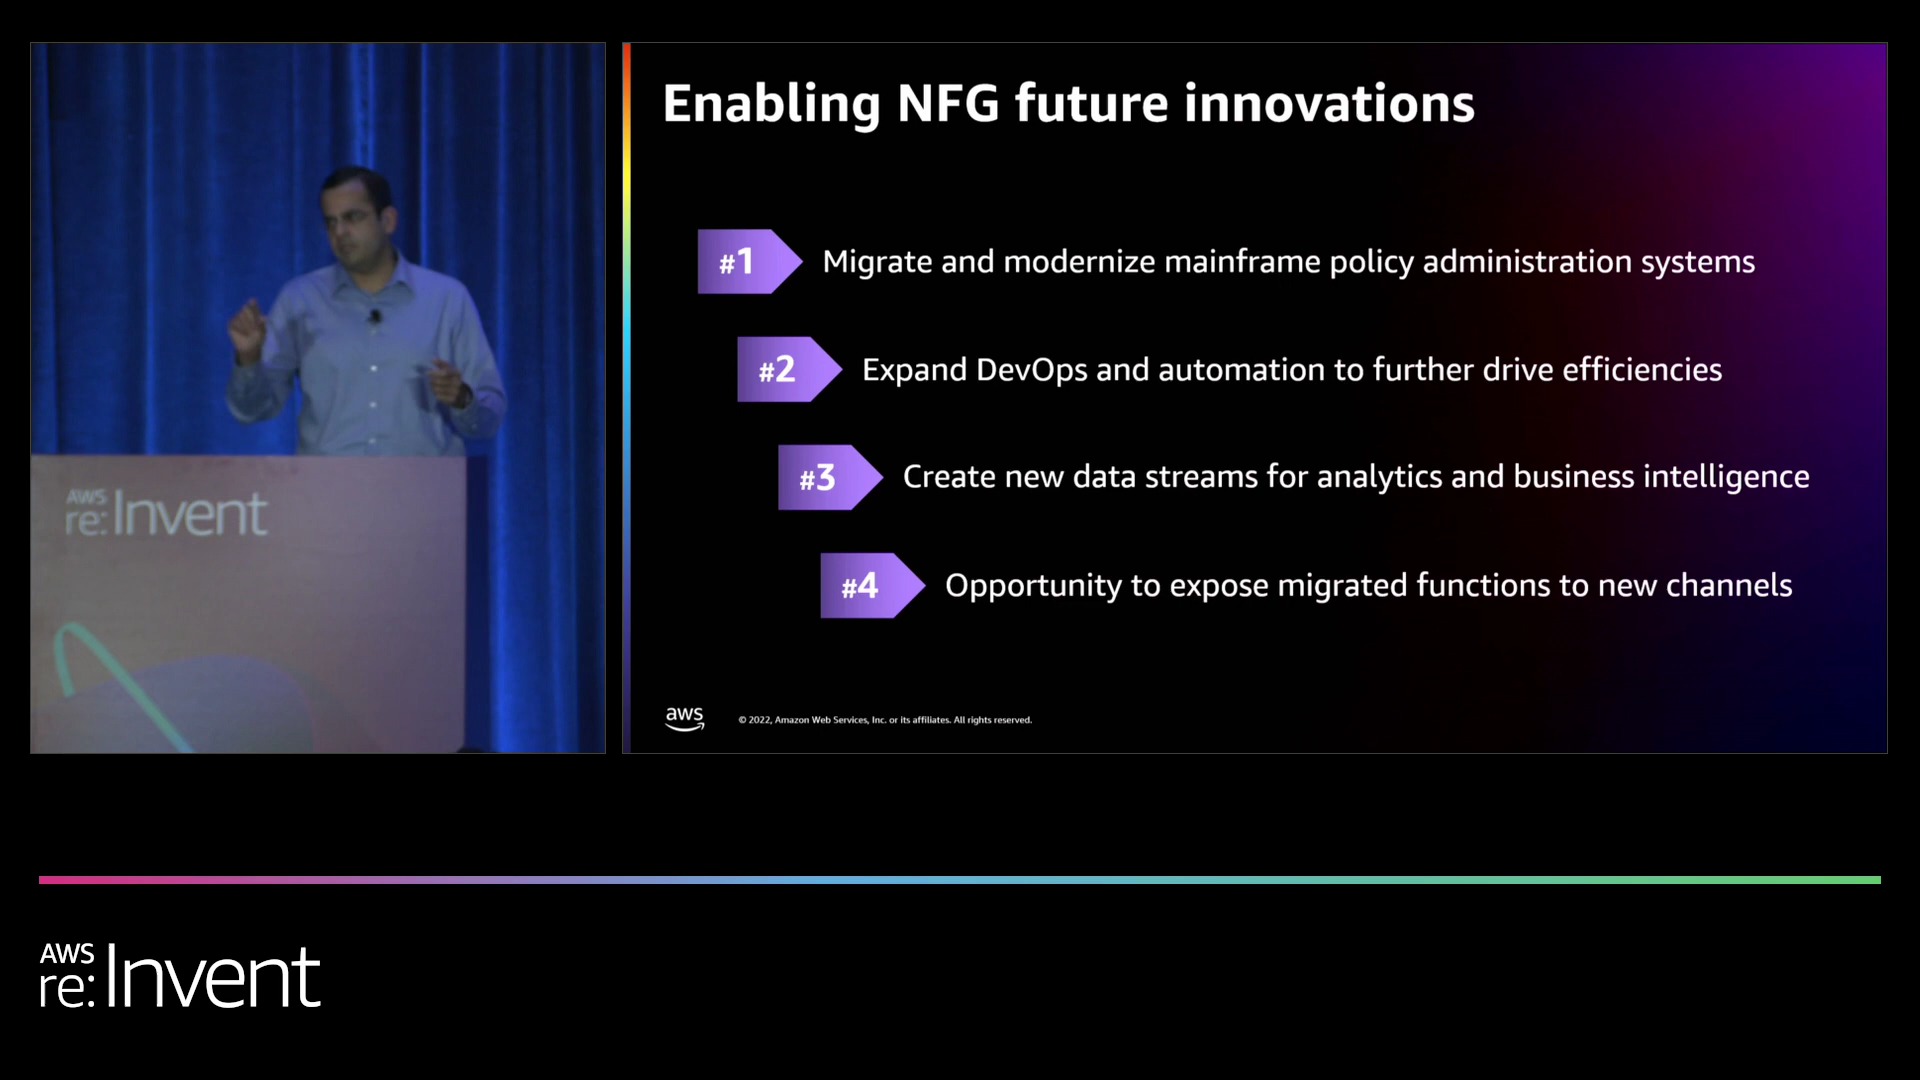 AWS
re:Invent
Enabling NFG future innovations
#1 Migrate and modernize mainframe policy administration systems
#2 Expand DevOps and automation to further drive efficiencies
#3 Create new data streams for analytics and business intelligence
#4 Opportunity to expose migrated functions to new channels
aws © 2022, Amazon Web Services, Inc. or its affiliates. All rights reserved.
AWS
re:Invent